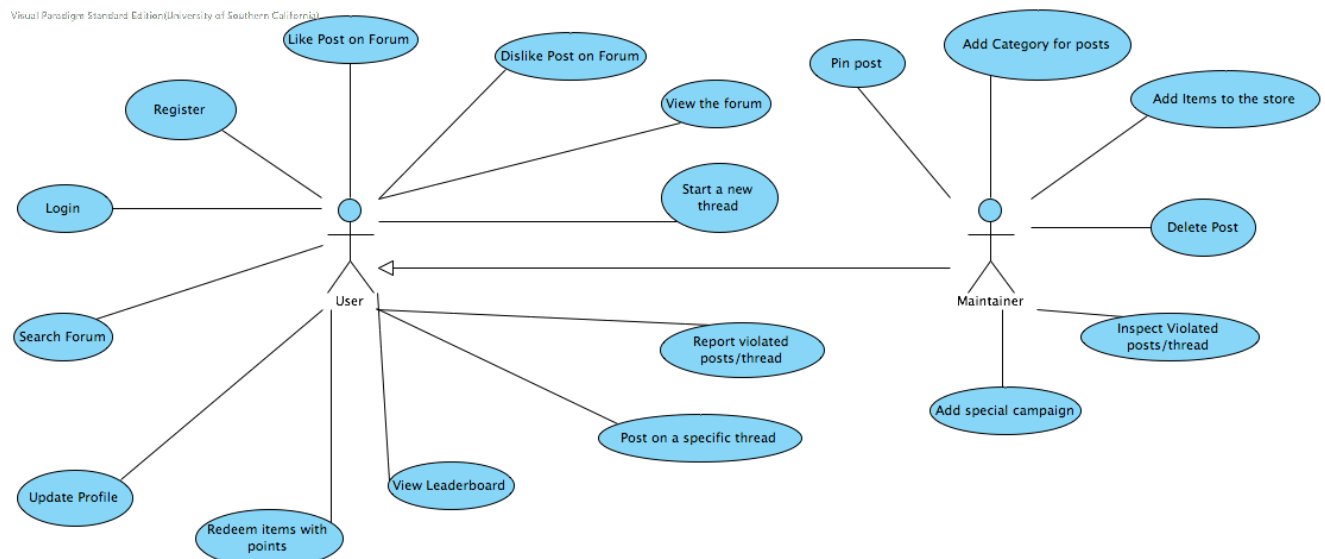 Visual Paradigm Standard Edition(University of Southern California)
Like Post on Forum
Dislike Post on Forum
Pin post
Add Category for posts
Register
View the forum
Add Items to the store
Login
Start a new
thread
Delete Post
User
Maintainer
Search Forum
Report violated
posts/thread
Inspect Violated
posts/thread
Add special campaign
Post on a specific thread
Update Profile
View Leaderboard
Redeem items with
points